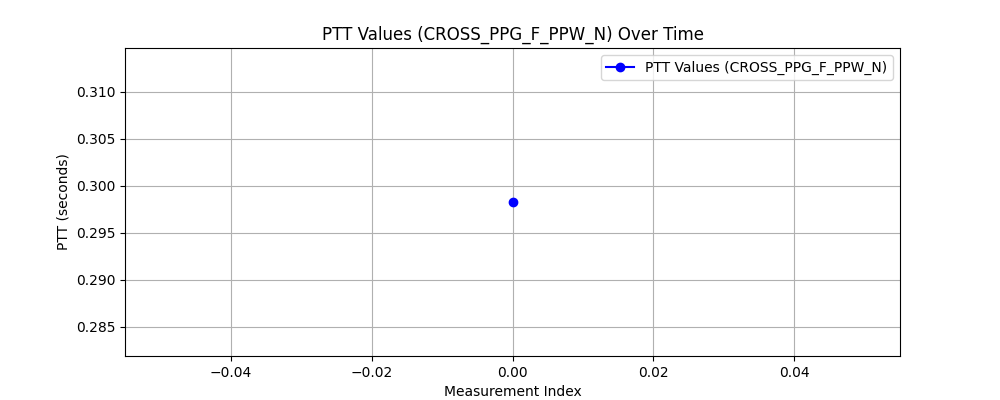 PTT Values (CROSS_PPG_F_PPW_N) Over Time
PTT Values (CROSS_PPG_F_PPW_N)
PTT (seconds)
0.310
0.305
0.300
0.295
0.290
0.285
−0.04 −0.02 0.00 0.02 0.04
Measurement Index